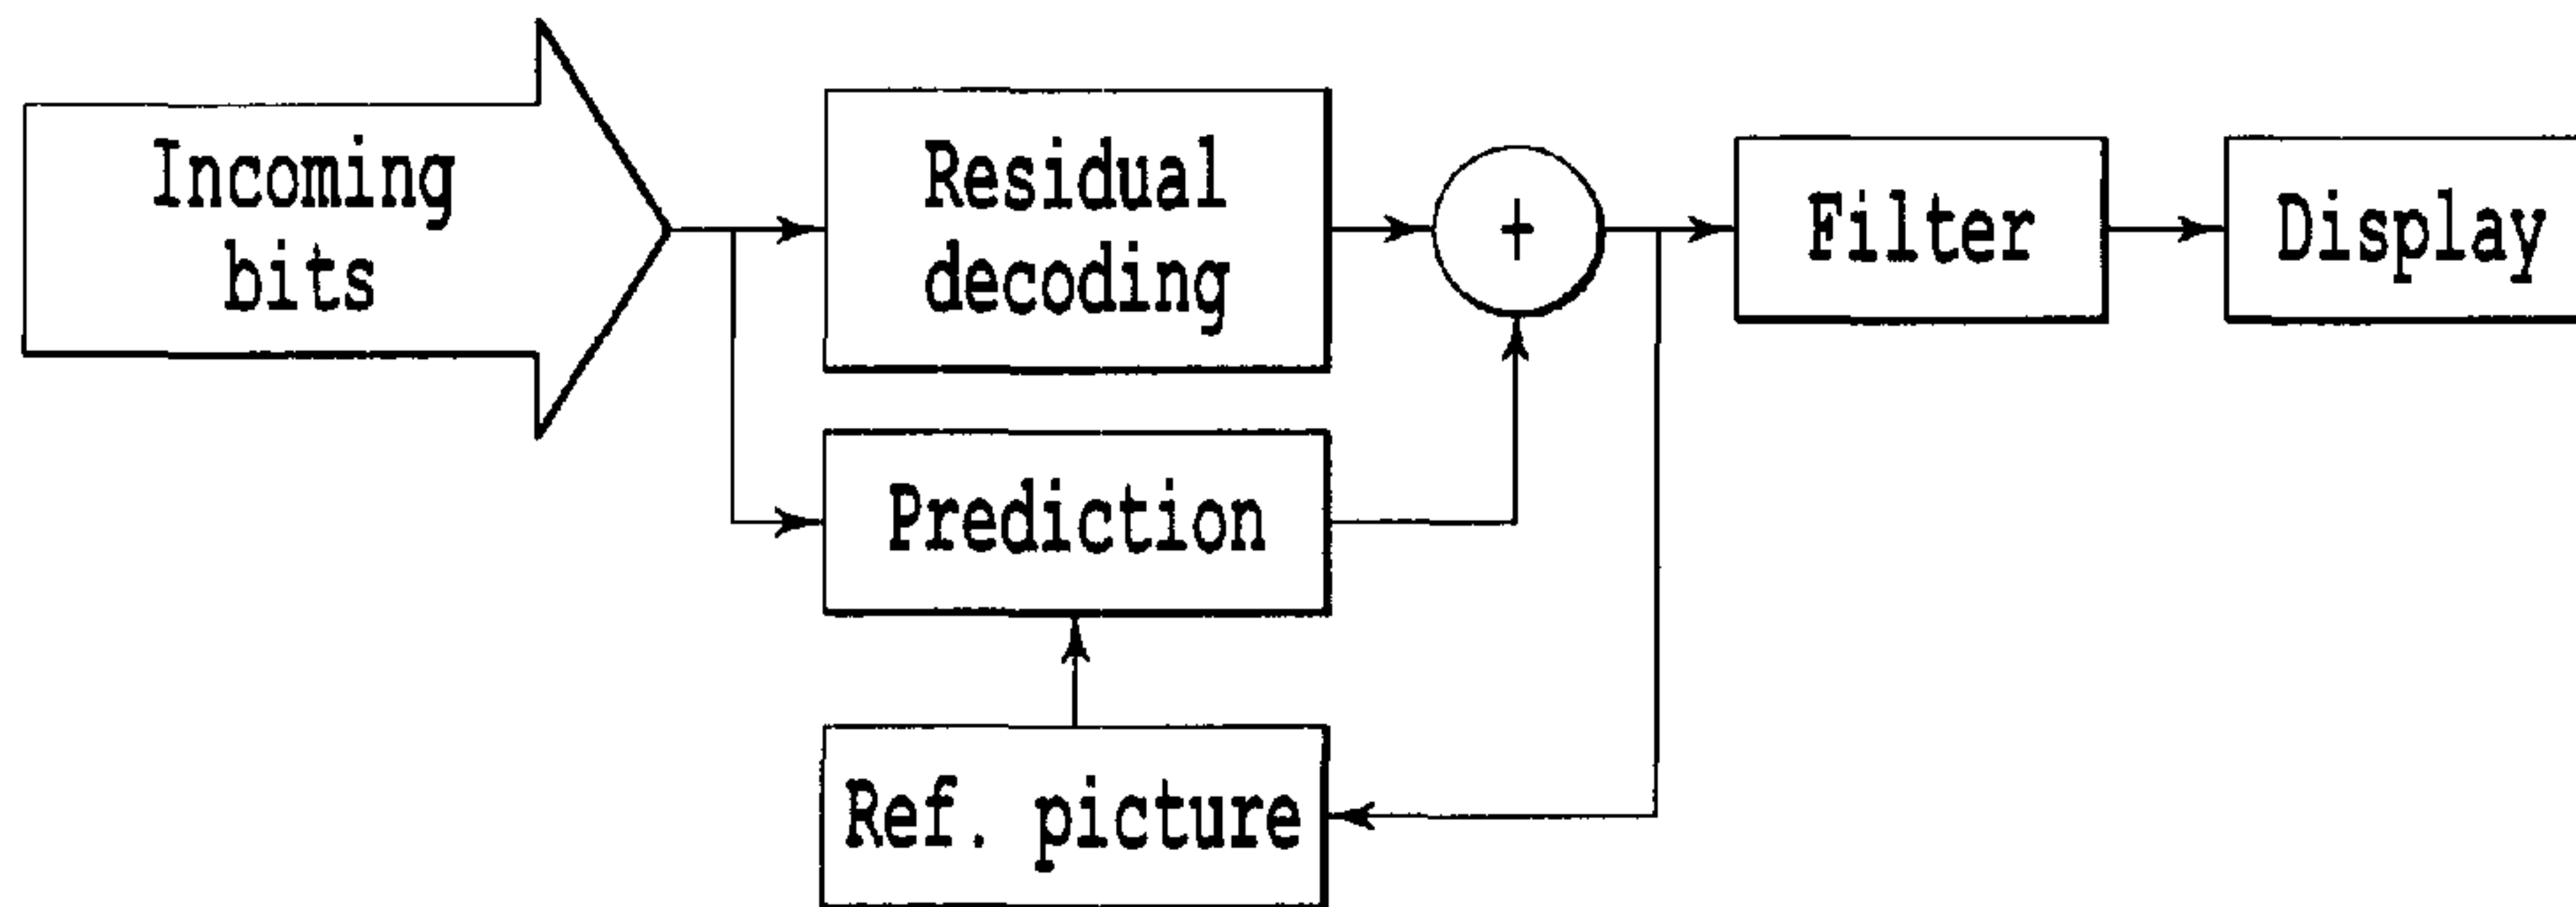 Incoming
bits
Residual
decoding
+
Filter
Display
Prediction
Ref. picture